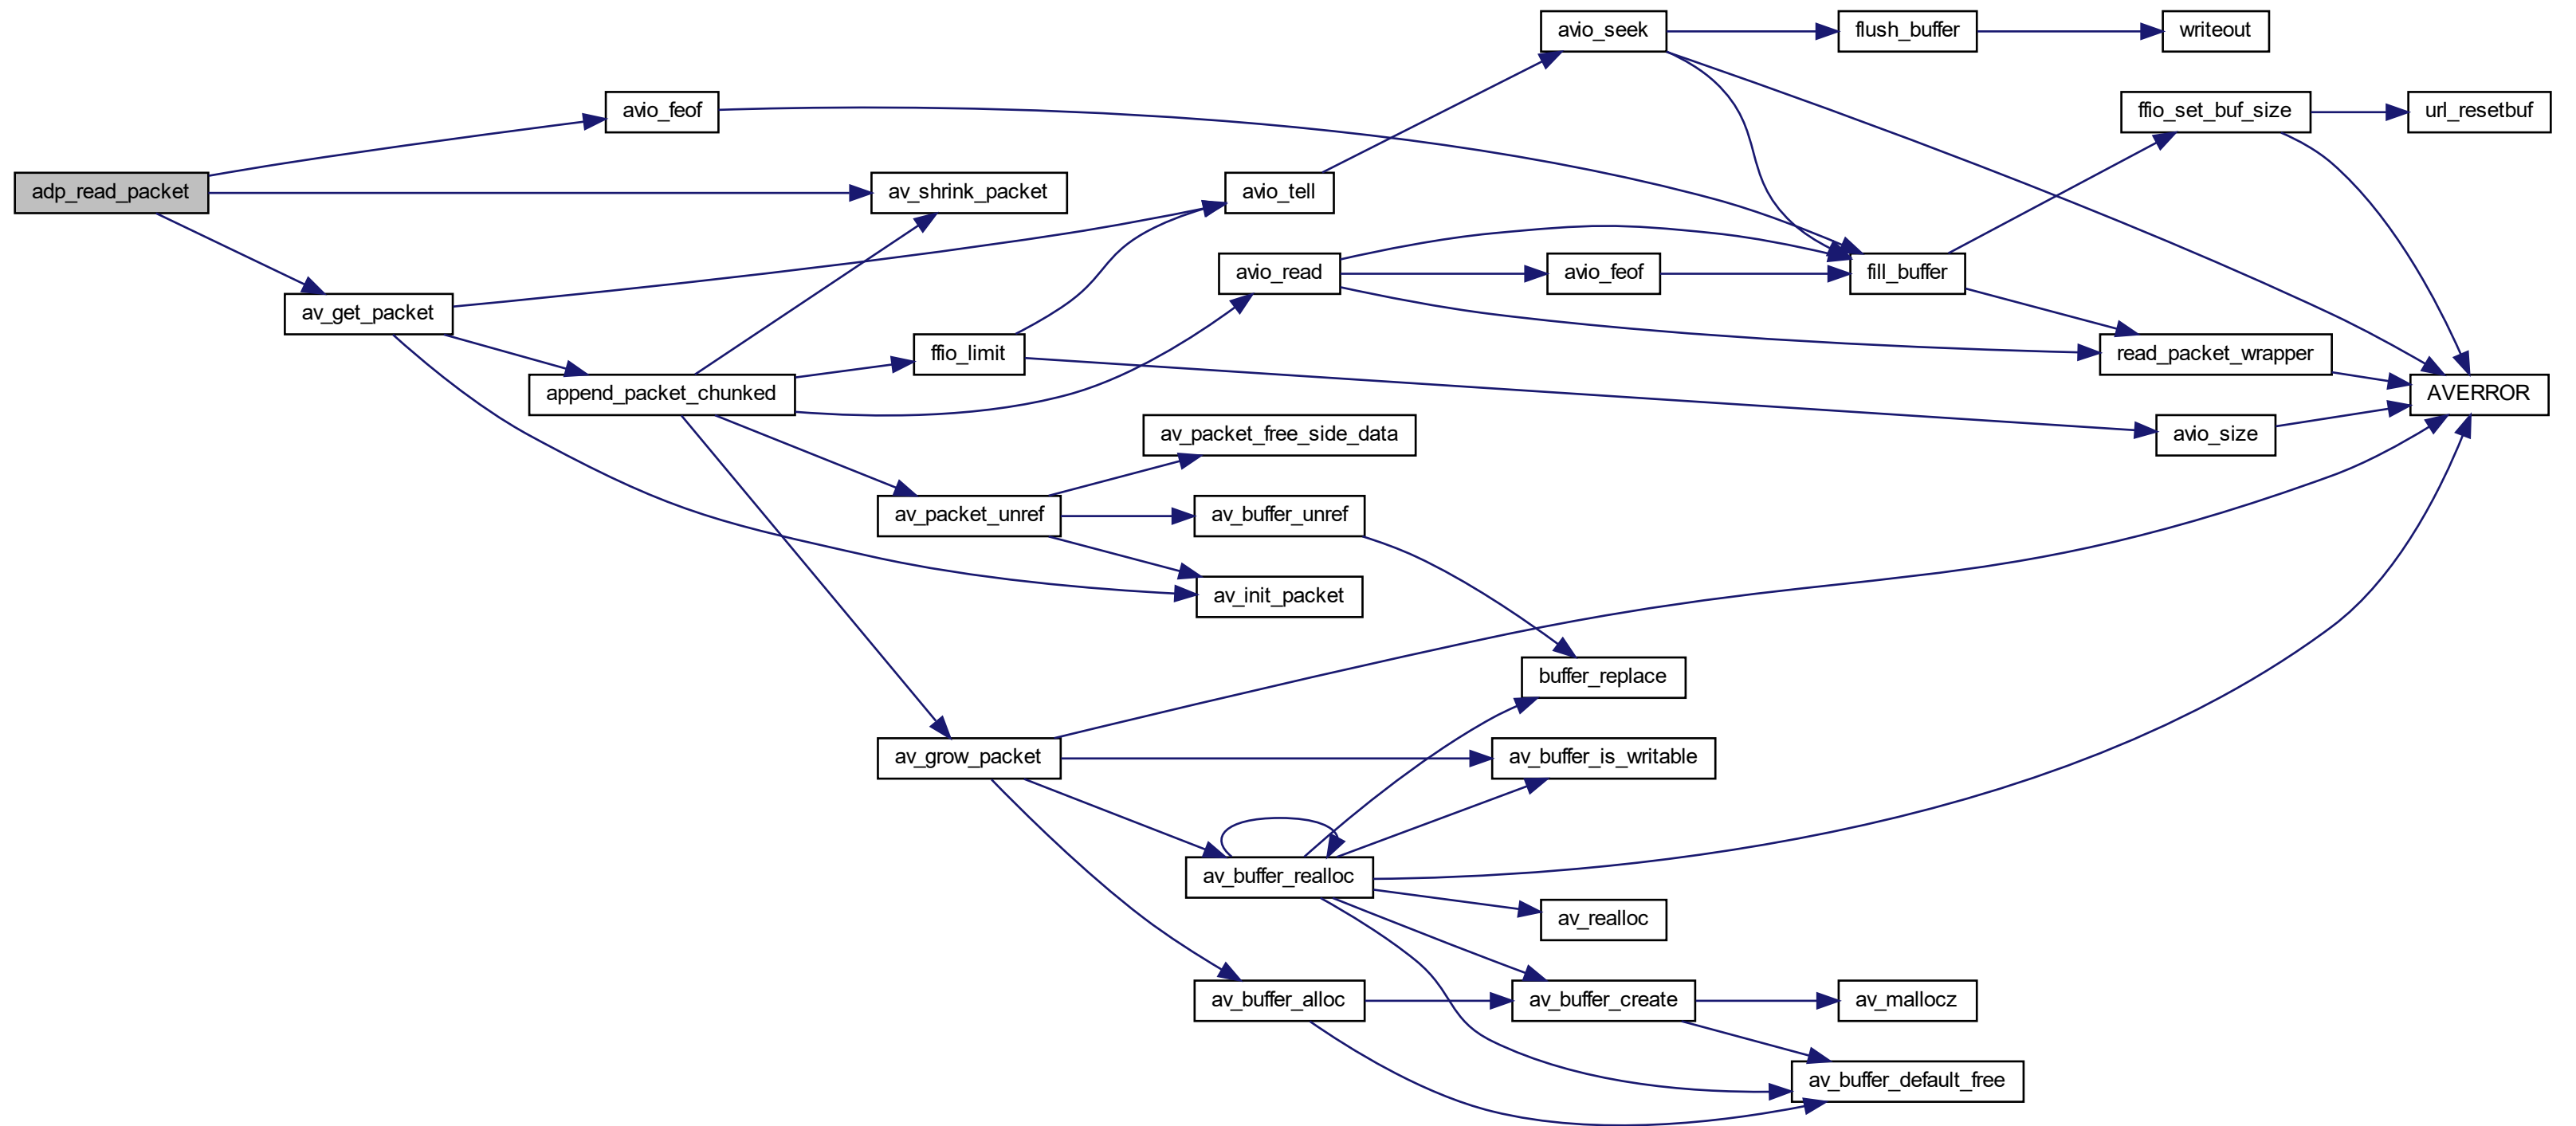 avio_seek
flush_buffer
writeout
avio_feof
ffio_set_buf_size
url_resetbuf
adp_read_packet
av_shrink_packet
avio_tell
avio_read
avio_feof
fill_buffer
av_get_packet
ffio_limit
read_packet_wrapper
append_packet_chunked
AVERROR
av_packet_free_side_data
avio_size
av_packet_unref
av_buffer_unref
av_init_packet
buffer_replace
av_grow_packet
av_buffer_is_writable
av_buffer_realloc
av_realloc
av_buffer_alloc
av_buffer_create
av_mallocz
av_buffer_default_free